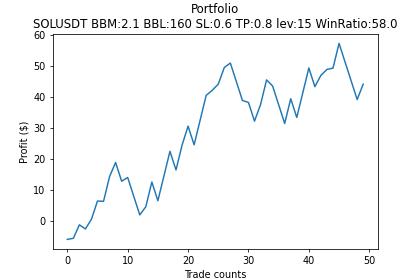 Portfolio
SOLUSDT BBM:2.1 BBL:160 SL:0.6 TP:0.8 lev:15 WinRatio:58.0
Profit ($)
60
50
40
30
20
10
0
0 10 20 30 40 50
Trade counts